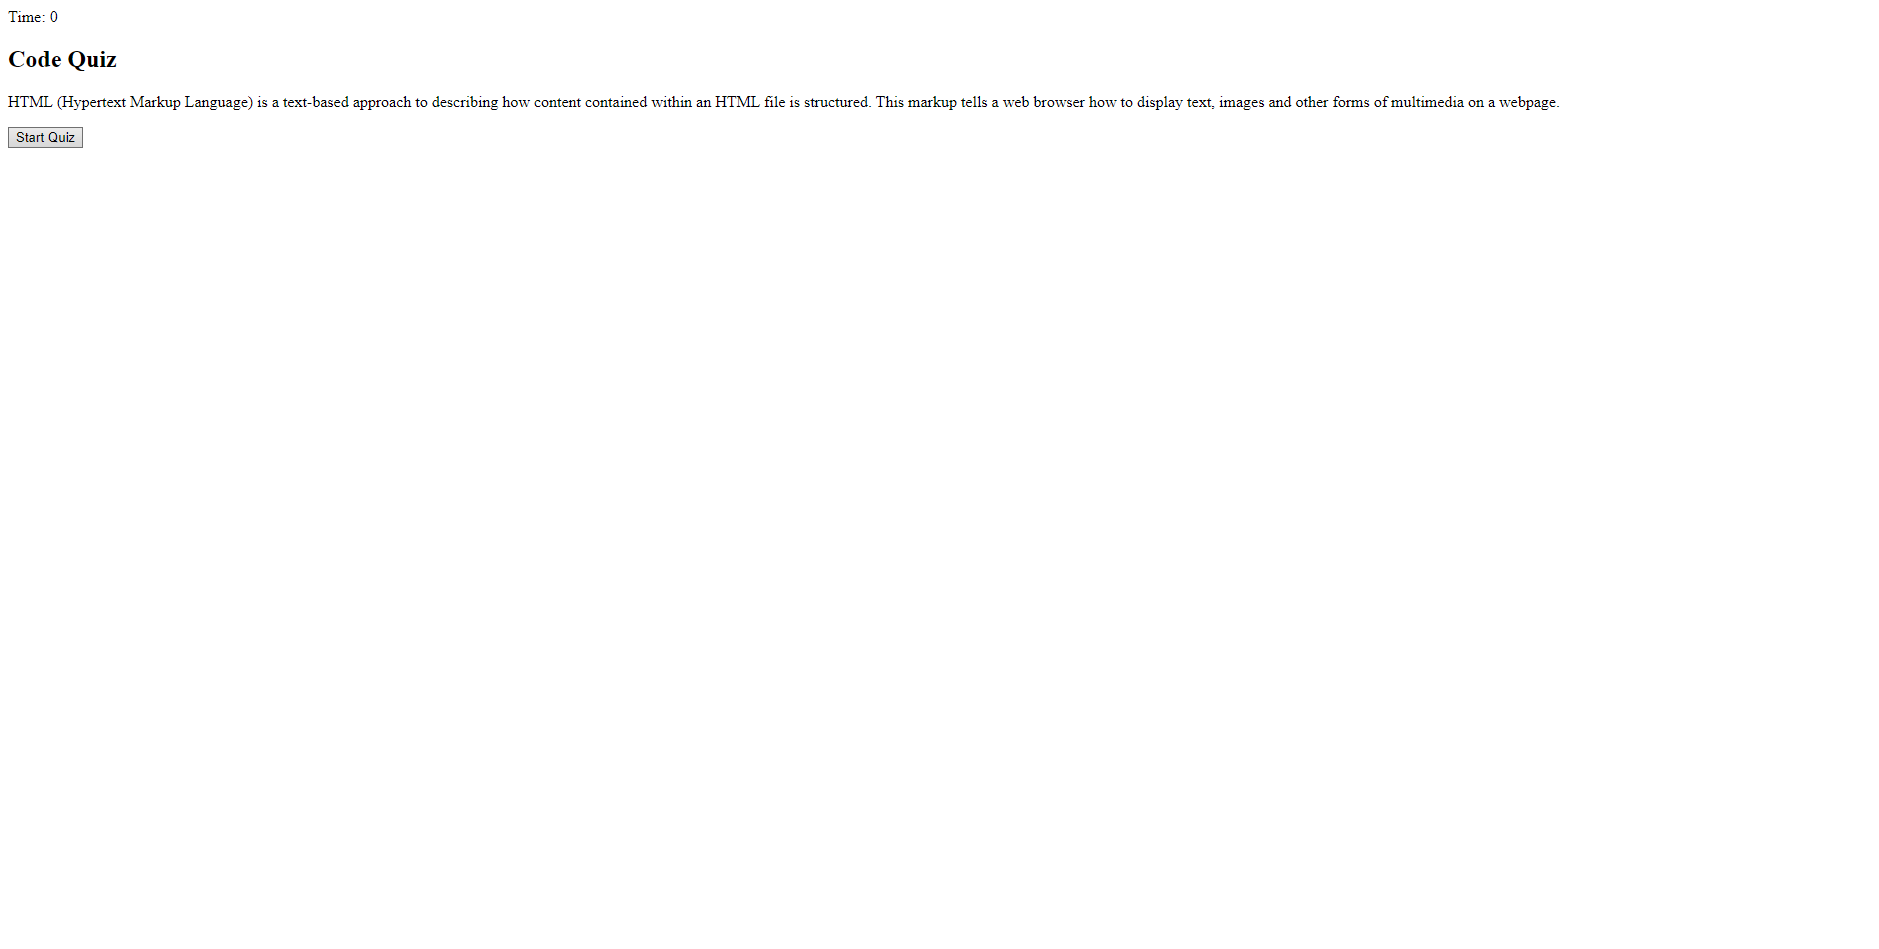 Time: 0
Code Quiz
HTML (Hypertext Markup Language) is a text-based approach to describing how content contained within an HTML file is structured. This markup tells a web browser how to display text, images and other forms of multimedia on a webpage.
Start Quiz